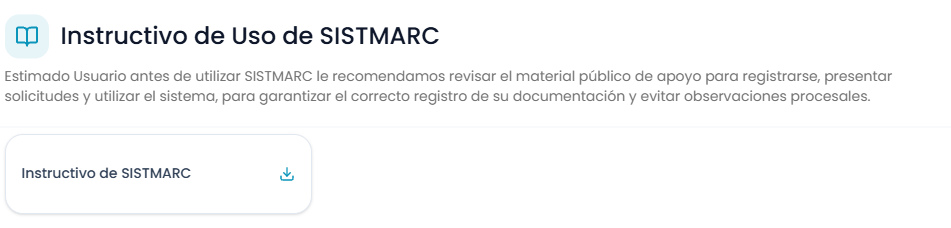 Instructivo de Uso de SISTMARC
Estimado Usuario antes de utilizar SISTMARC le recomendamos revisar el material público de apoyo para registrarse, presentar
solicitudes y utilizar el sistema, para garantizar el correcto registro de su documentación y evitar observaciones procesales.
Instructivo de SISTMARC